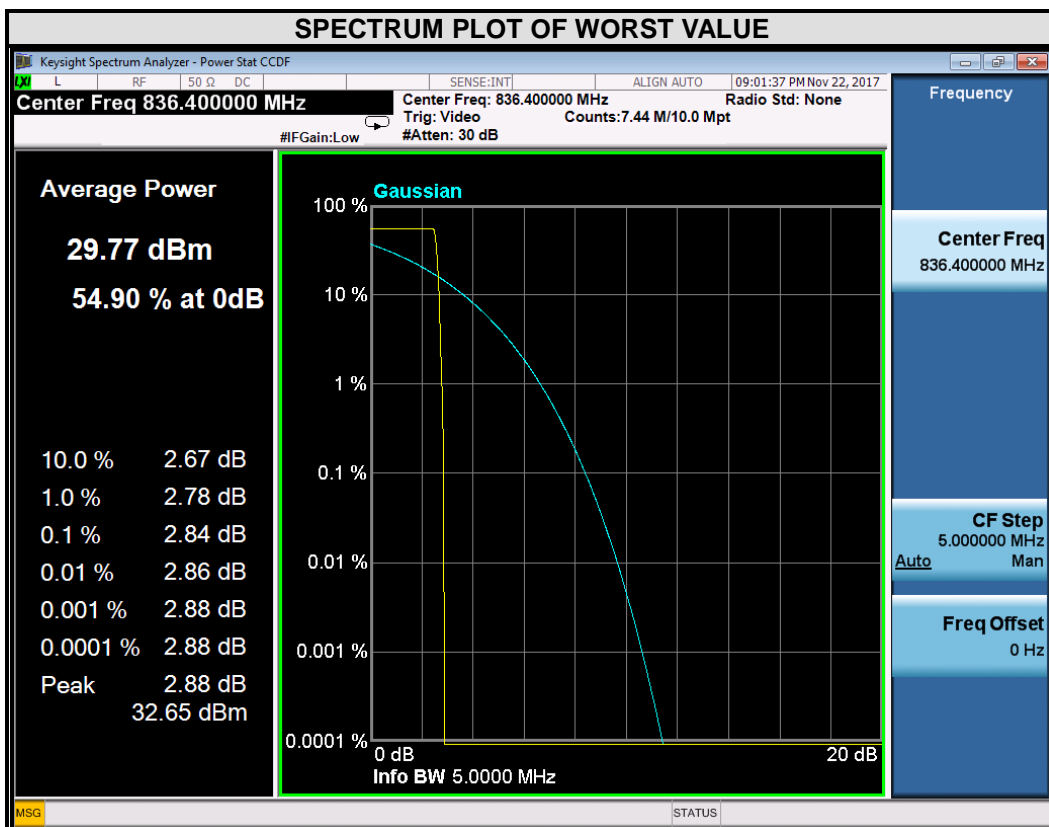 SPECTRUM PLOT OF WORST VALUE
Keysight Spectrum Analyzer - Power Stat CCDF
LXI L RF 50 Ω DC SENSE:INT ALIGN AUTO 09:01:37 PM Nov 22, 2017
Center Freq 836.400000 MHz
Center Freq: 836.400000 MHz Radio Std: None
Trig: Video Counts:7.44 M/10.0 Mpt
#IFGain:Low #Atten: 30 dB
Average Power
29.77 dBm
54.90 % at 0dB
10.0 % 2.67 dB
1.0 % 2.78 dB
0.1 % 2.84 dB
0.01 % 2.86 dB
0.001 % 2.88 dB
0.0001 % 2.88 dB
Peak 2.88 dB
32.65 dBm
Gaussian
100 %
10 %
1 %
0.1 %
0.01 %
0.001 %
0.0001 %
0 dB 20 dB
Info BW 5.0000 MHz
Frequency
Center Freq
836.400000 MHz
CF Step
5.000000 MHz
Auto Man
Freq Offset
0 Hz
MSG STATUS